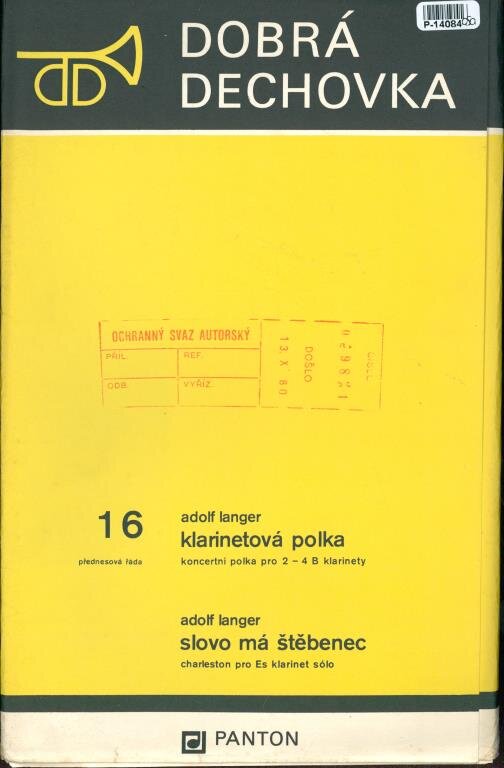 P-14084
DOBRÁ
DECHOVKA
OCHRANNÝ SVAZ AUTORSKÝ
PŘÍL.
REF.
ODB.
VYŘÍZ.
DOŠLO
13. X. 80
16
přednesová řada
adolf langer
klarinetová polka
koncertní polka pro 2 – 4 B klarinety
adolf langer
slovo má štěbenec
charleston pro Es klarinet sólo
PANTON